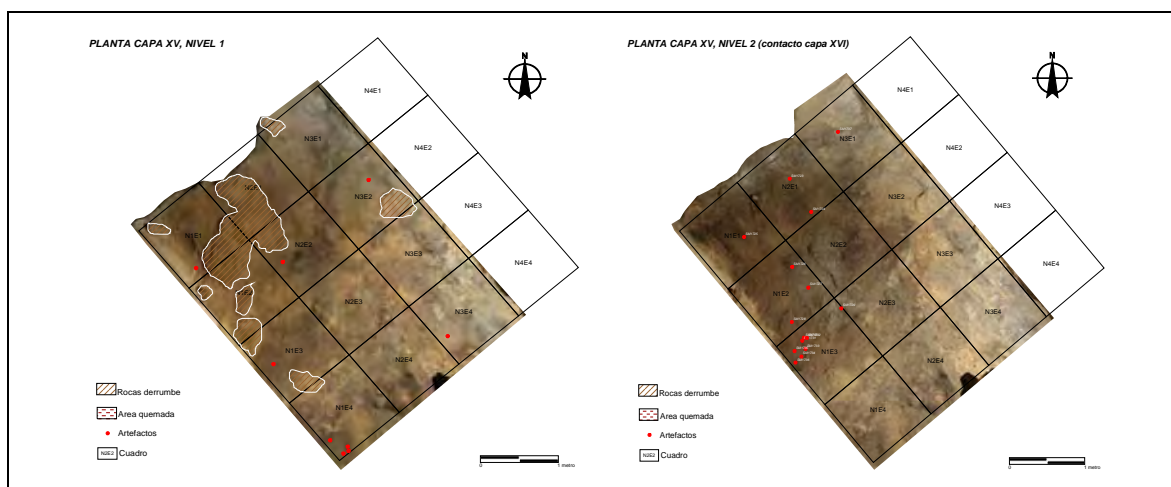 PLANTA CAPA XV, NIVEL 1
N
N4E1
N3E1
N4E2
N3E2
N4E3
N1E1
N2E2
N3E3
N4E4
N2E3
N3E4
N1E3
N2E4
N1E4
Rocas derrumbe
Area quemada
Artefactos
N2E2 Cuadro
0 1 metro
PLANTA CAPA XV, NIVEL 2 (contacto capa XVI)
N
N4E1
N3E1
N4E2
N2E1
N3E2
N4E3
N1E1
N2E2
N3E3
N4E4
N1E2
N2E3
N3E4
N1E3
N2E4
N1E4
Rocas derrumbe
Area quemada
Artefactos
N2E2 Cuadro
0 1 metro